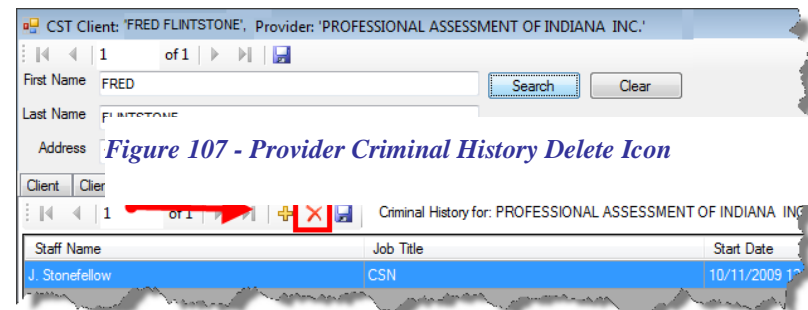 CST Client: 'FRED FLINTSTONE', Provider: 'PROFESSIONAL ASSESSMENT OF INDIANA INC.'
1 of 1
First Name FRED Search Clear
Last Name FLINTSTONE
Address
Figure 107 - Provider Criminal History Delete Icon
Client
1 of 1 Criminal History for: PROFESSIONAL ASSESSMENT OF INDIANA
Staff Name Job Title Start Date
J. Stonefellow CSN 10/11/2009